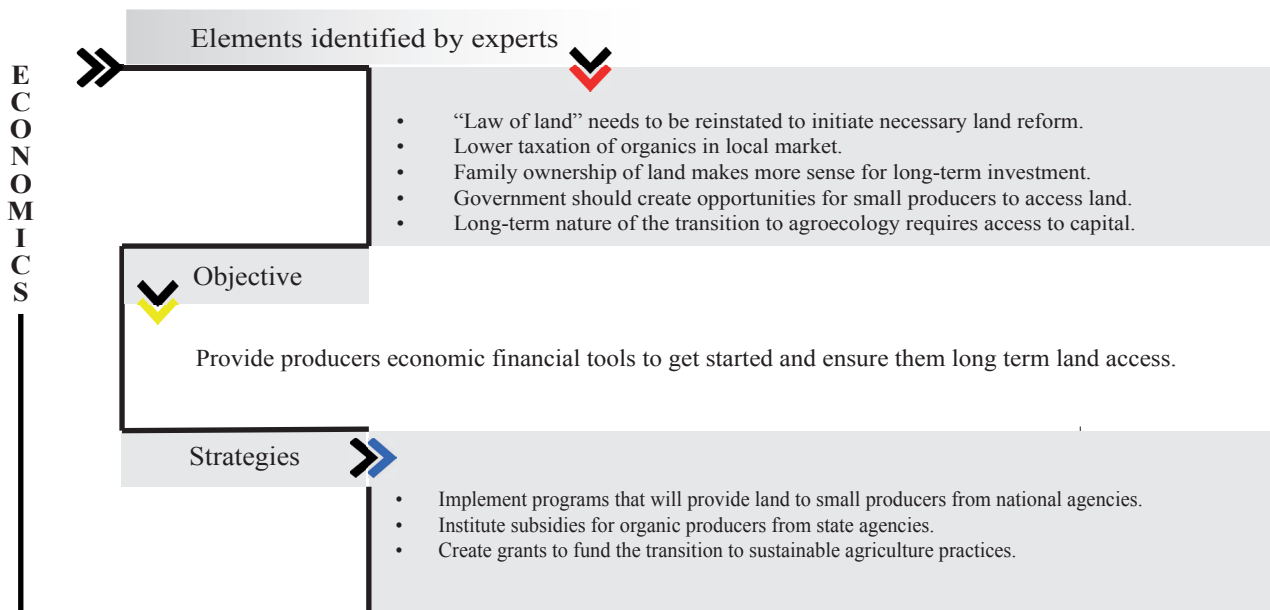 ECONOMICS
Elements identified by experts
• “Law of land” needs to be reinstated to initiate necessary land reform.
• Lower taxation of organics in local market.
• Family ownership of land makes more sense for long-term investment.
• Government should create opportunities for small producers to access land.
• Long-term nature of the transition to agroecology requires access to capital.
Objective
Provide producers economic financial tools to get started and ensure them long term land access.
Strategies
• Implement programs that will provide land to small producers from national agencies.
• Institute subsidies for organic producers from state agencies.
• Create grants to fund the transition to sustainable agriculture practices.